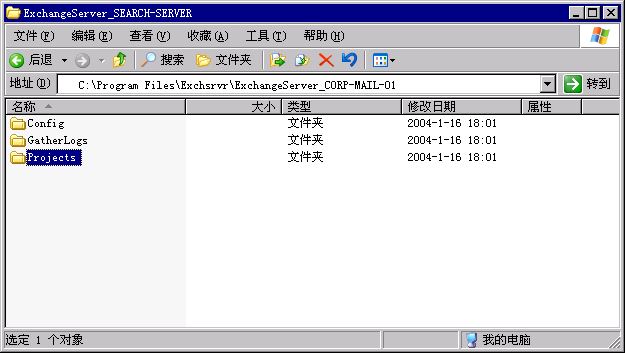 ExchangeServer_SEARCH-SERVER
文件(F) 编辑(E) 查看(V) 收藏(A) 工具(T) 帮助(H)
后退 搜索 文件夹
地址(D) C:\Program Files\Exchsrvr\ExchangeServer_CORP-MAIL-01 转到
名称 大小 类型 修改日期 属性
Config 文件夹 2004-1-16 18:01
GatherLogs 文件夹 2004-1-16 18:01
Projects 文件夹 2004-1-16 18:01
选定 1 个对象 我的电脑